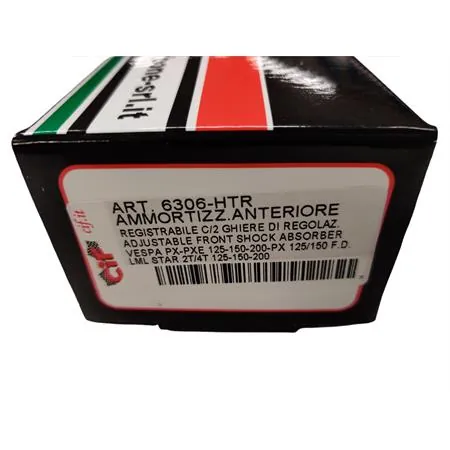 one-srl.it
ART. 6306-HTR
AMMORTIZZ.ANTERIORE
REGISTRABILE C/2 GHIERE DI REGOLAZ.
ADJUSTABLE FRONT SHOCK ABSORBER
VESPA PX-PXE 125-150-200-PX 125/150 F.D.
LML STAR 2T/4T 125-150-200
CIF
cif.it